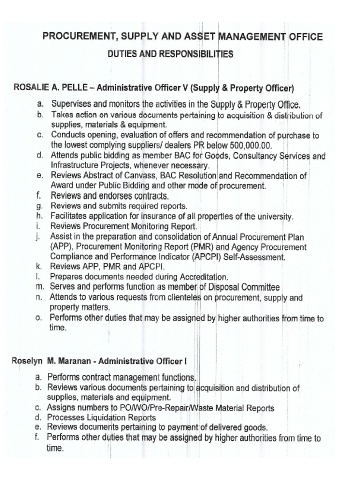 PROCUREMENT, SUPPLY AND ASSET MANAGEMENT OFFICE
DUTIES AND RESPONSIBILITIES
ROSALIE A. PELLE – Administrative Officer V (Supply & Property Officer)
a. Supervises and monitors the activities in the Supply & Property Office.
b. Takes action on various documents pertaining to acquisition & distribution of
supplies, materials & equipment.
c. Conducts opening, evaluation of offers and recommendation of purchase to
the lowest complying suppliers/ dealers PR below 500,000.00.
d. Attends public bidding as member BAC for Goods, Consultancy Services and
Infrastructure Projects, whenever necessary.
e. Reviews Abstract of Canvass, BAC Resolution and Recommendation of
Award under Public Bidding and other mode of procurement.
f. Reviews and endorses contracts.
g. Reviews and submits required reports.
h. Facilitates application for insurance of all properties of the university.
i. Reviews Procurement Monitoring Report.
j. Assist in the preparation and consolidation of Annual Procurement Plan
(APP), Procurement Monitoring Report (PMR) and Agency Procurement
Compliance and Performance Indicator (APCPI) Self-Assessment.
k. Reviews APP, PMR and APCPI.
l. Prepares documents needed during Accreditation.
m. Serves and performs function as member of Disposal Committee
n. Attends to various requests from clienteles on procurement, supply and
property matters.
o. Performs other duties that may be assigned by higher authorities from time to
time.
Roselyn M. Maranan - Administrative Officer I
a. Performs contract management functions.
b. Reviews various documents pertaining to acquisition and distribution of
supplies, materials and equipment.
c. Assigns numbers to PO/WO/Pre-Repair/Waste Material Reports
d. Processes Liquidation Reports
e. Reviews documents pertaining to payment of delivered goods.
f. Performs other duties that may be assigned by higher authorities from time to
time.